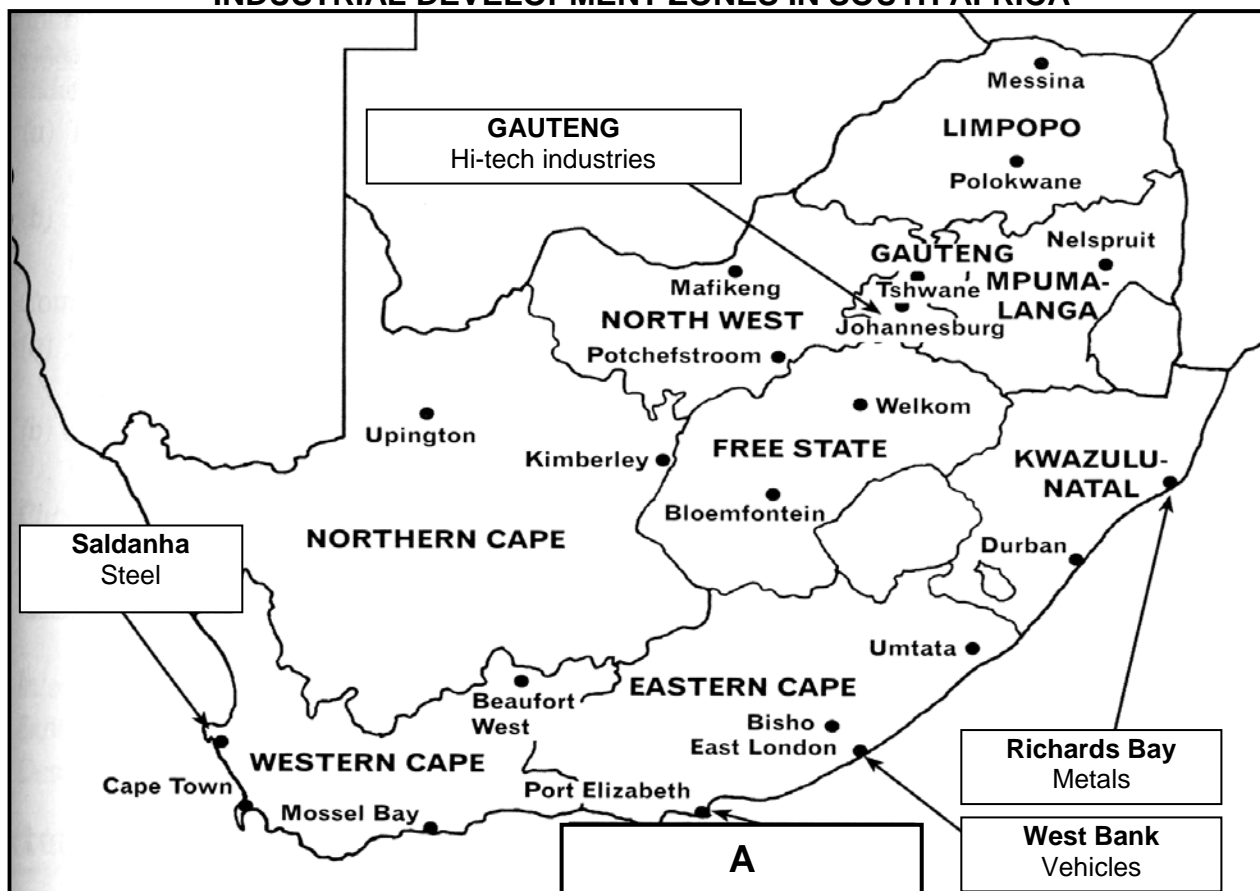 INDUSTRIAL DEVELOPMENT ZONES IN SOUTH AFRICA
Messina
GAUTENG
Hi-tech industries
LIMPOPO
Polokwane
Nelspruit
GAUTENG
Mafikeng
Tshwane
MPUMA-
LANGA
NORTH WEST
Johannesburg
Potchefstroom
Welkom
Upington
Kimberley
FREE STATE
KWAZULU-
NATAL
Bloemfontein
NORTHERN CAPE
Saldanha
Steel
Durban
Umtata
Beaufort
West
EASTERN CAPE
Bisho
East London
WESTERN CAPE
Richards Bay
Metals
Cape Town
Port Elizabeth
Mossel Bay
West Bank
Vehicles
A